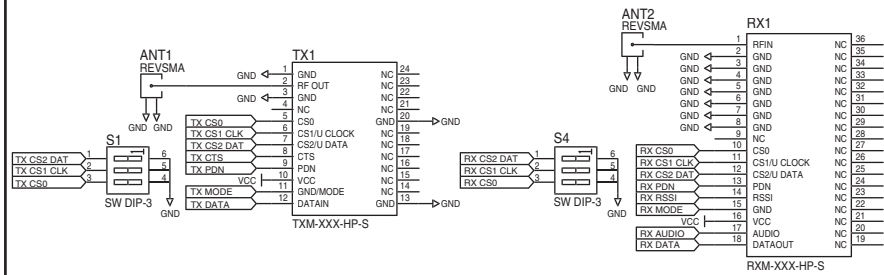 ANT1
REVSMA
GND GND
TX1
GND 1 GND NC 24
2 RF OUT NC 23
GND 3 GND NC 22
4 NC NC 21
TX CS0 5 CS0 GND 20 GND
TX CS1 CLK 6 CS1/U CLOCK NC 19
TX CS2 DAT 7 CS2/U DATA NC 18
TX CTS 8 CTS NC 17
TX PDN 9 PDN NC 16
VCC 10 VCC NC 15
TX MODE 11 GND/MODE NC 14
TX DATA 12 DATAIN GND 13 GND
TXM-XXX-HP-S
S1
TX CS2 DAT 1 6
TX CS1 CLK 2 5
TX CS0 3 4
SW DIP-3
GND
ANT2
REVSMA
GND GND
RX1
1 RFIN NC 36
GND 2 GND NC 35
GND 3 GND NC 34
GND 4 GND NC 33
GND 5 GND NC 32
GND 6 GND NC 31
GND 7 GND NC 30
GND 8 GND NC 29
9 NC NC 28
RX CS0 10 CS0 NC 27
RX CS1 CLK 11 CS1/U CLOCK NC 26
RX CS2 DAT 12 CS2/U DATA NC 25
RX PDN 13 PDN NC 24
RX RSSI 14 RSSI NC 23
RX MODE 15 GND NC 22
VCC 16 VCC NC 21
RX AUDIO 17 AUDIO NC 20
RX DATA 18 DATAOUT NC 19
RXM-XXX-HP-S
S4
RX CS2 DAT 1 6
RX CS1 CLK 2 5
RX CS0 3 4
SW DIP-3
GND